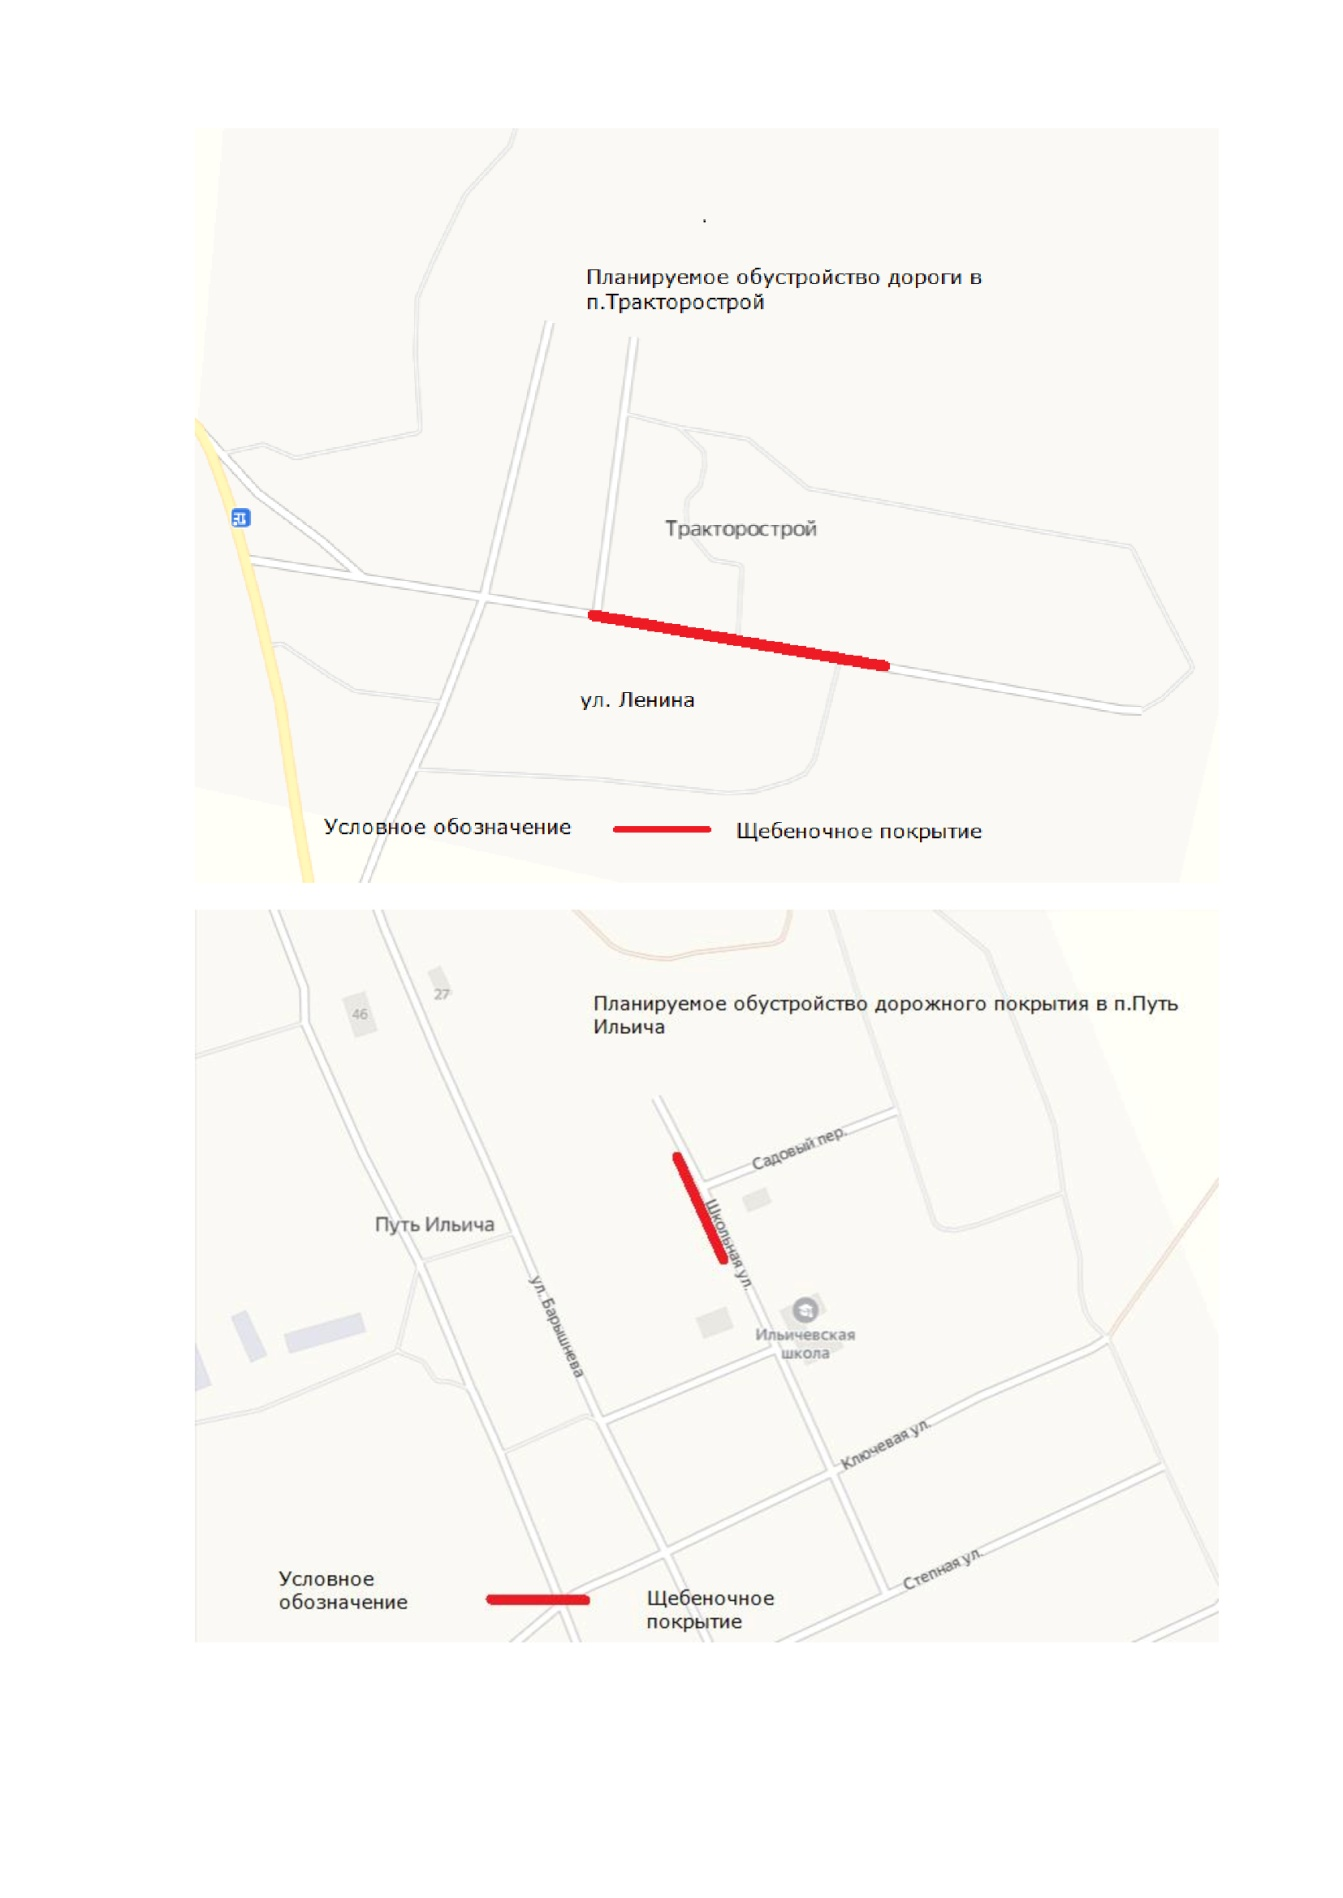 Планируемое обустройство дороги в
п.Тракторострой
Тракторострой
ул. Ленина
Условное обозначение
Щебеночное покрытие
27
46
Планируемое обустройство дорожного покрытия в п.Путь
Ильича
Садовый пер.
Школьная ул.
Путь Ильича
ул. Барышнева
Ильичевская
школа
Ключевая ул.
Степная ул.
Условное
обозначение
Щебеночное
покрытие